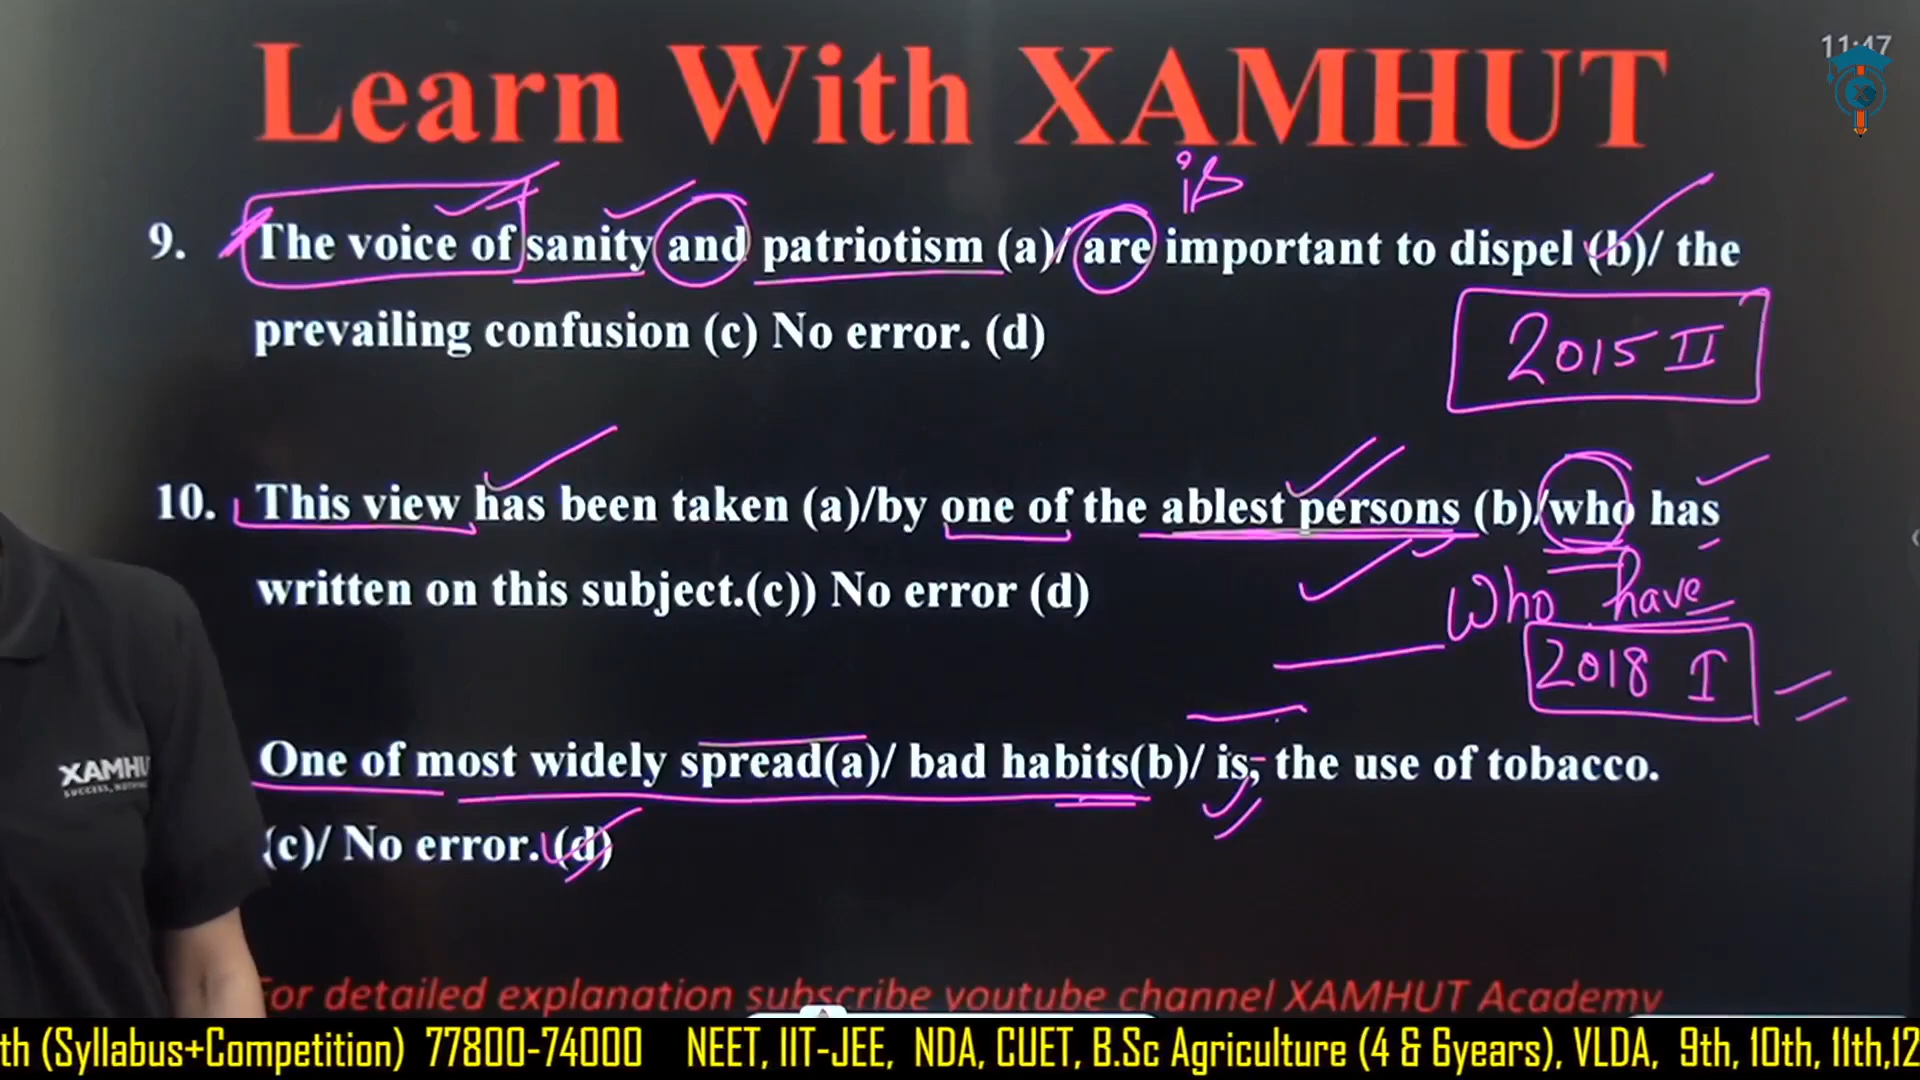 11:47
Learn With XAMHUT
is
9. The voice of sanity and patriotism (a)/ are important to dispel (b)/ the
prevailing confusion (c) No error. (d)
2015 II
10. This view has been taken (a)/by one of the ablest persons (b)/who has
written on this subject.(c)) No error (d)
Who have
2018 I
One of most widely spread(a)/ bad habits(b)/ is, the use of tobacco.
(c)/ No error. (d)
XAMHU
For detailed explanation subscribe youtube channel XAMHUT Academy
th (Syllabus+Competition) 77800-74000 NEET, IIT-JEE, NDA, CUET, B.Sc Agriculture (4 & 6years), VLDA, 9th, 10th, 11th,12